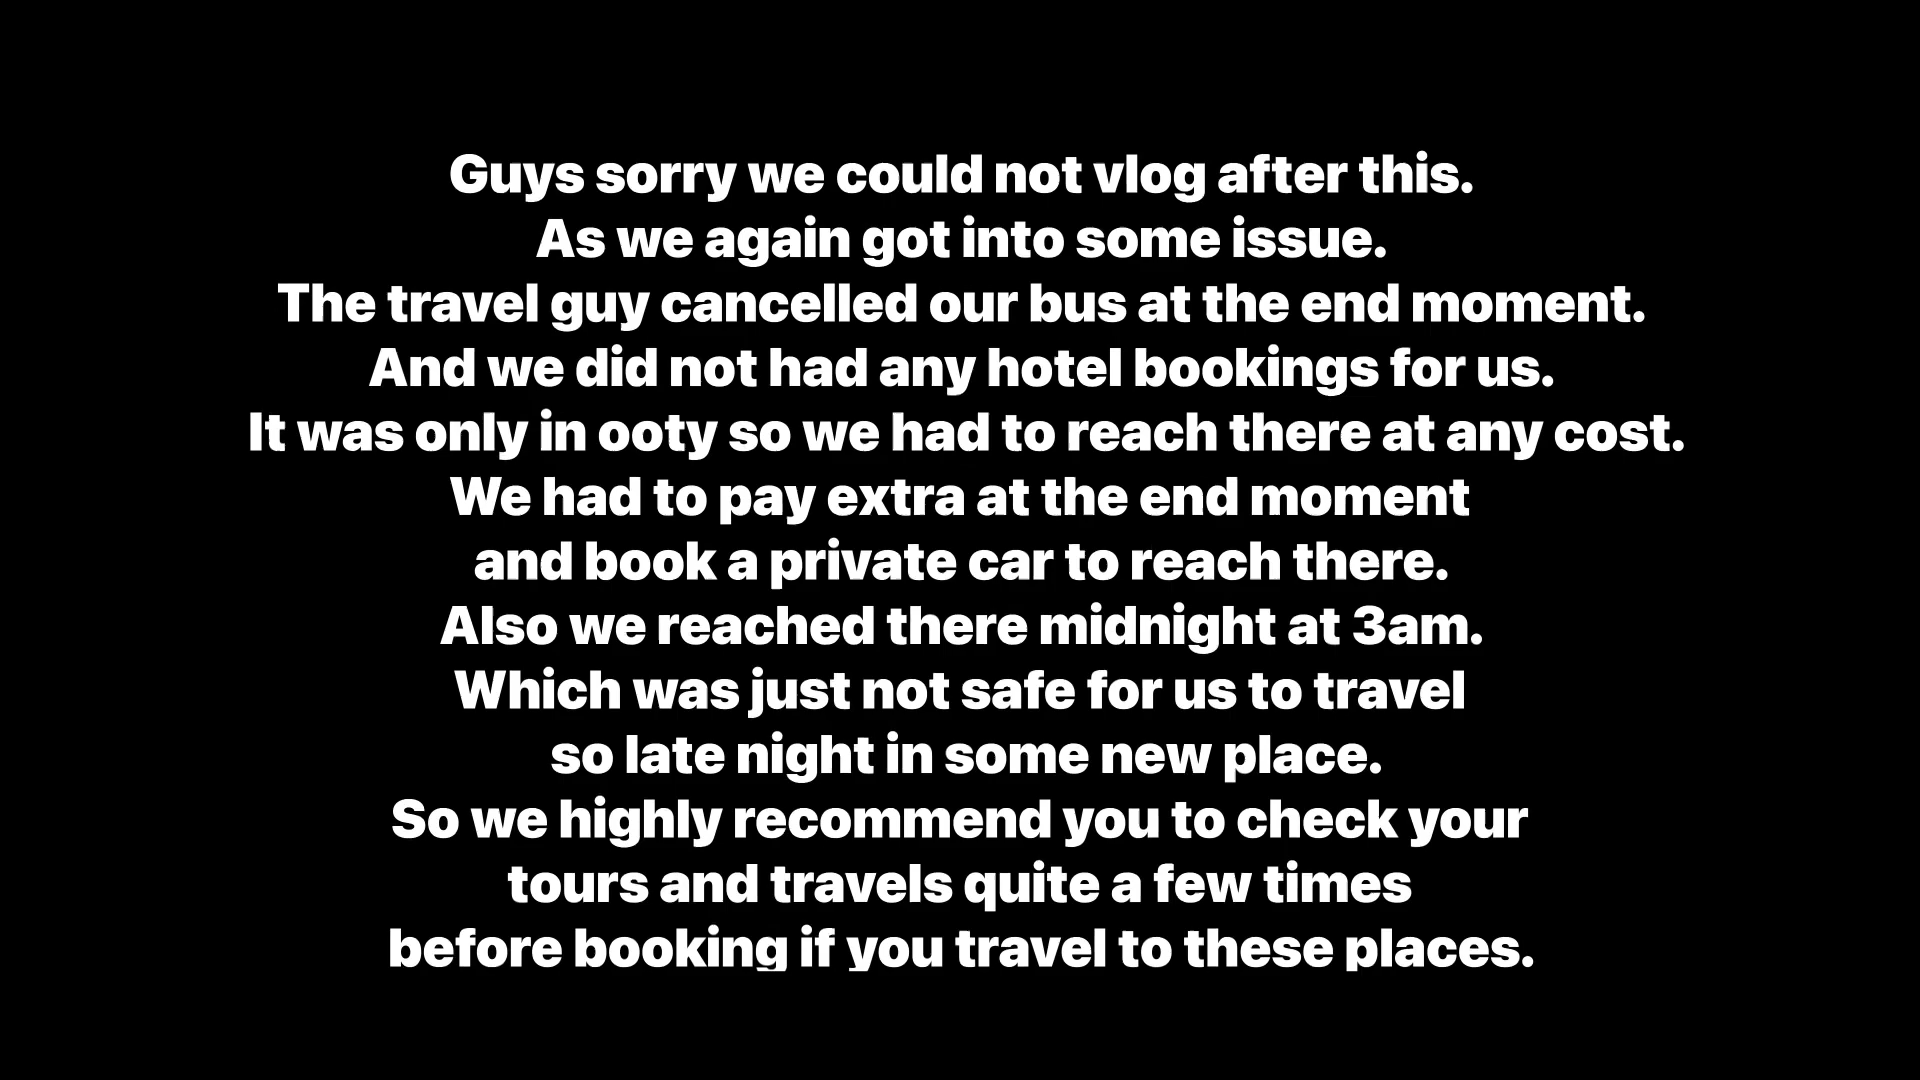 Guys sorry we could not vlog after this.
As we again got into some issue.
The travel guy cancelled our bus at the end moment.
And we did not had any hotel bookings for us.
It was only in ooty so we had to reach there at any cost.
We had to pay extra at the end moment
and book a private car to reach there.
Also we reached there midnight at 3am.
Which was just not safe for us to travel
so late night in some new place.
So we highly recommend you to check your
tours and travels quite a few times
before booking if you travel to these places.